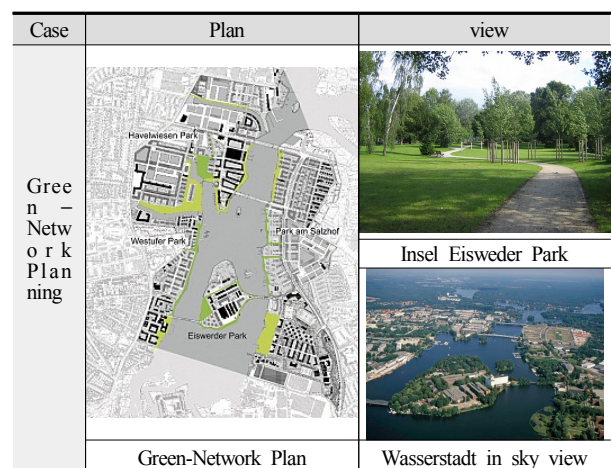 Case Plan view
Gree
n –
Netw
o r k
Plan
ning
Havelwiesen Park
Westufer Park
Park am Salzhof
Eiswerder Park
Insel Eisweder Park
Green-Network Plan
Wasserstadt in sky view